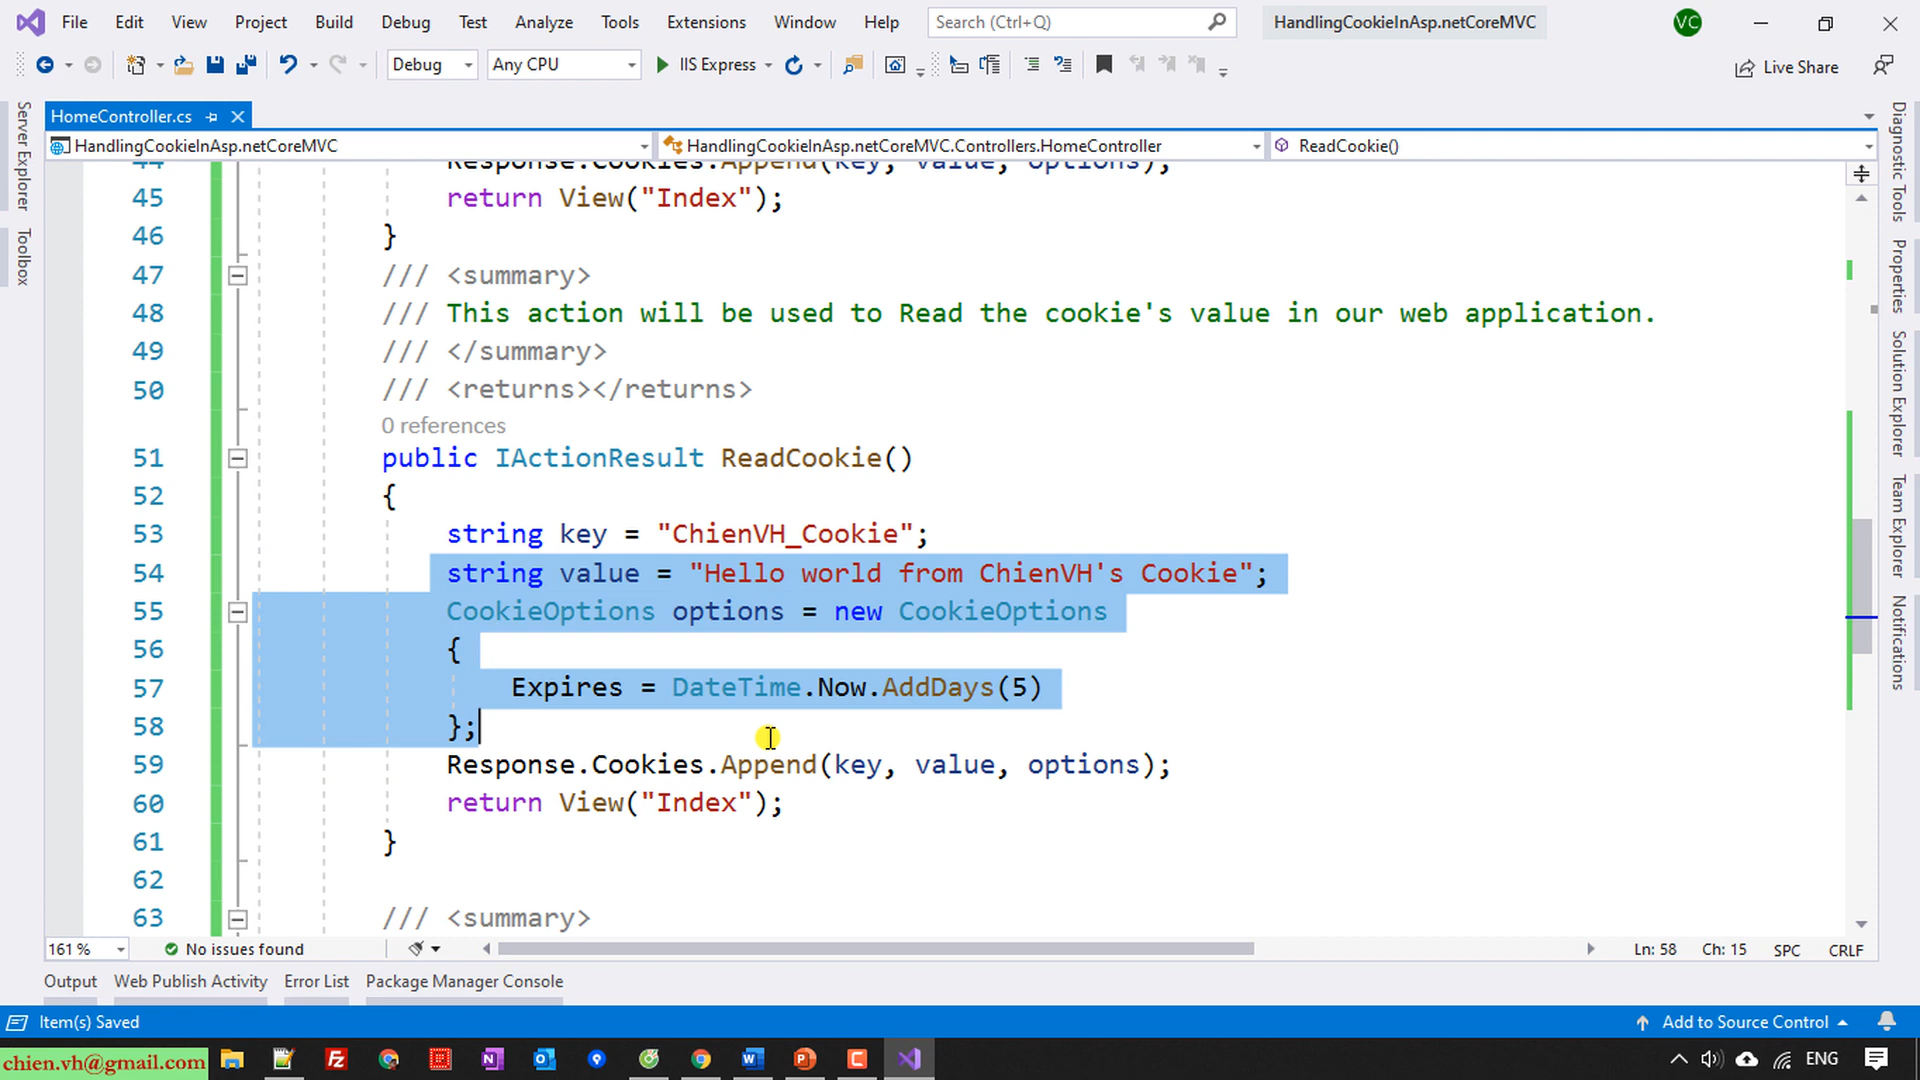 File Edit View Project Build Debug Test Analyze Tools Extensions Window Help Search (Ctrl+Q) HandlingCookieInAsp.netCoreMVC VC
Debug Any CPU IIS Express Live Share
HomeController.cs
HandlingCookieInAsp.netCoreMVC HandlingCookieInAsp.netCoreMVC.Controllers.HomeController ReadCookie()
Server Explorer
Toolbox
44 Response.Cookies.Append(key, value, options);
45 return View("Index");
46 }
47 /// <summary>
48 /// This action will be used to Read the cookie's value in our web application.
49 /// </summary>
50 /// <returns></returns>
0 references
51 public IActionResult ReadCookie()
52 {
53 string key = "ChienVH_Cookie";
54 string value = "Hello world from ChienVH's Cookie";
55 CookieOptions options = new CookieOptions
56 {
57 Expires = DateTime.Now.AddDays(5)
58 };
59 Response.Cookies.Append(key, value, options);
60 return View("Index");
61 }
62
63 /// <summary>
Diagnostic Tools
Properties
Solution Explorer
Team Explorer
Notifications
161 % No issues found Ln: 58 Ch: 15 SPC CRLF
Output Web Publish Activity Error List Package Manager Console
Item(s) Saved Add to Source Control
chien.vh@gmail.com ENG